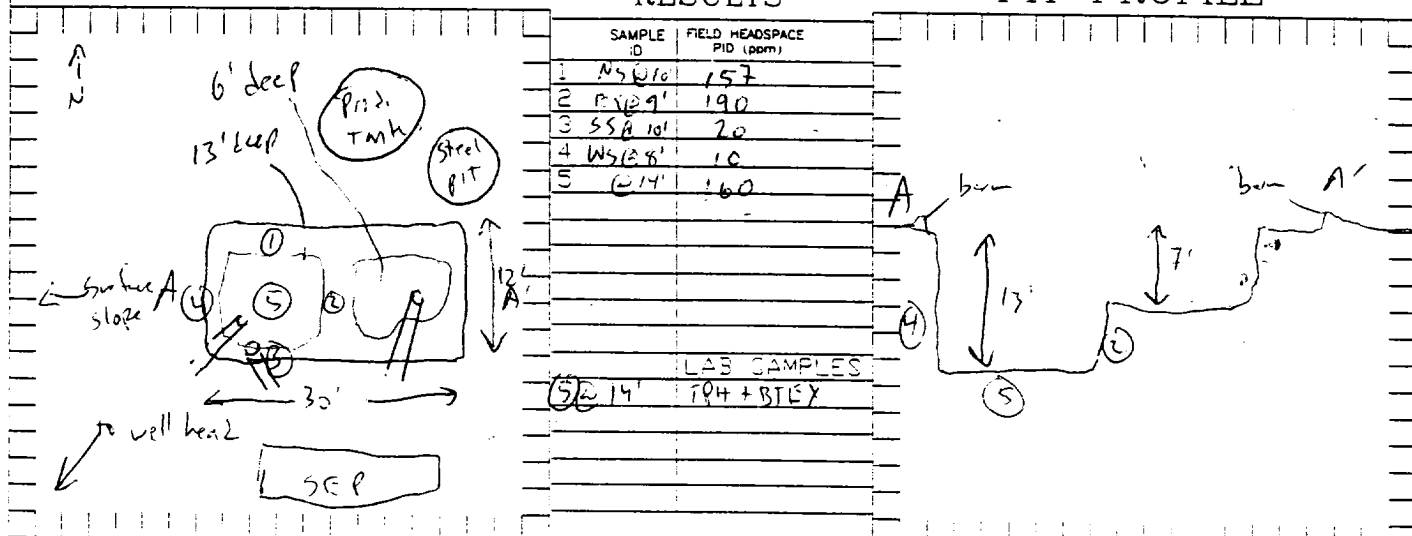 RESULTS
PIT PROFILE
N
6' deep
13' deep
Prod. Tank
Steel pit
1
4
5
2
3
Surface slope
A
12'
A'
30'
to well head
SEP
SAMPLE ID
FIELD HEADSPACE PID (ppm)
1 NS@10' 157
2 ES@9' 190
3 SS@10' 20
4 WS@8' 10
5 @14' 160
LAB SAMPLES
5@14' TPH + BTEX
A
berm
berm
A'
13'
7'
4
2
5